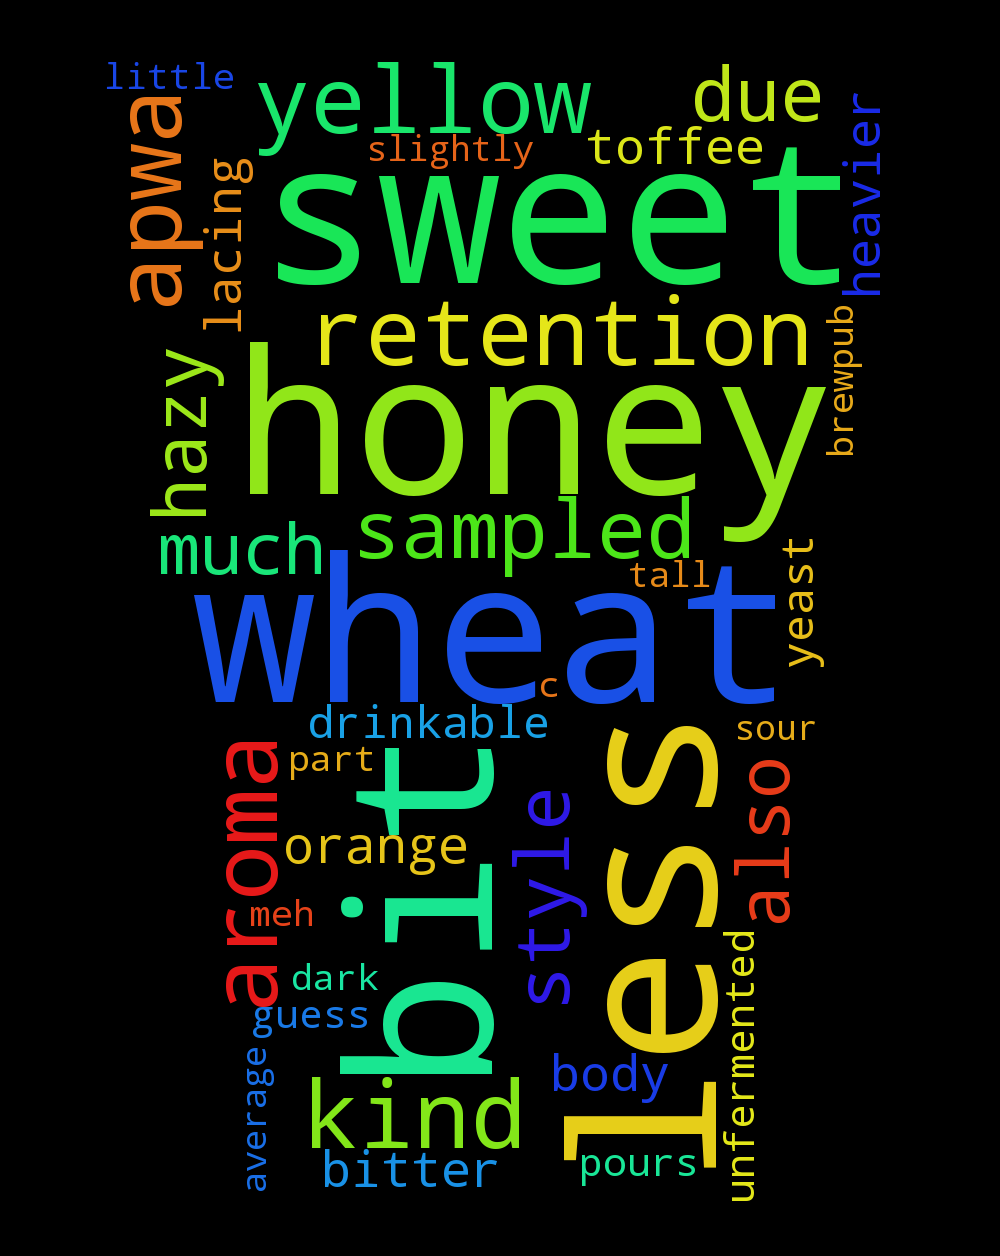 little
yellow
due
apwa
slightly
toffee
heavier
lacing
sweet
retention
brewpub
hazy
honey
sampled
much
tall
yeast
wheat
c
drinkable
sour
part
aroma
bit
less
also
style
orange
meh
dark
guess
unfermented
average
body
kind
pours
bitter